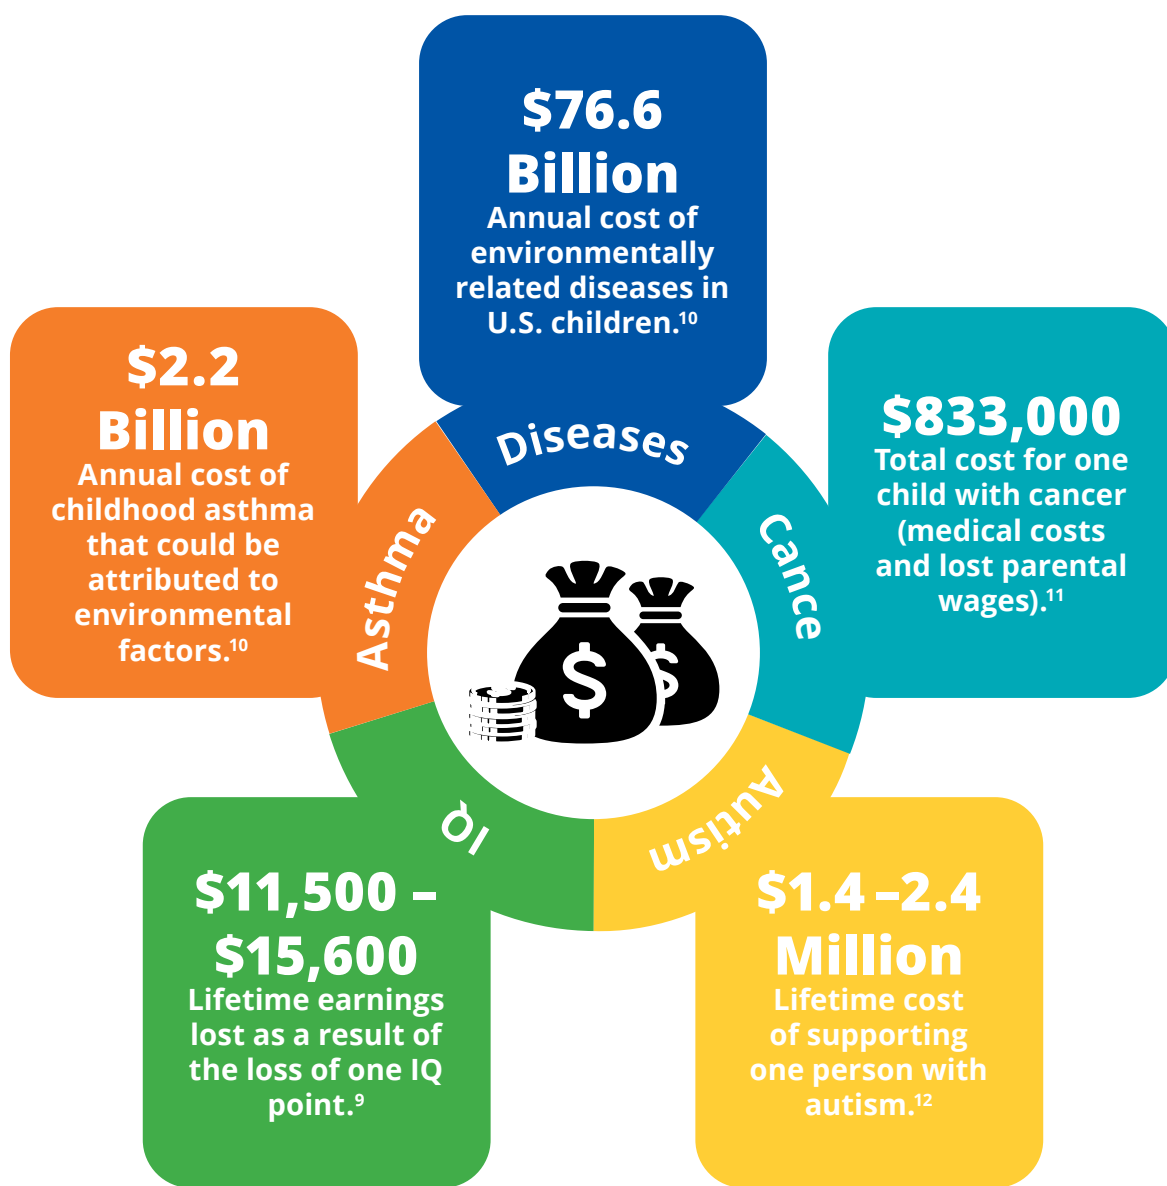 $76.6
Billion
Annual cost of
environmentally
related diseases in
U.S. children.10
$2.2
Billion
Annual cost of
childhood asthma
that could be
attributed to
environmental
factors.10
$833,000
Total cost for one
child with cancer
(medical costs
and lost parental
wages).11
Diseases
Asthma
Cance
IQ
Autism
$
$
$11,500 –
$15,600
Lifetime earnings
lost as a result of
the loss of one IQ
point.9
$1.4 –2.4
Million
Lifetime cost
of supporting
one person with
autism.12